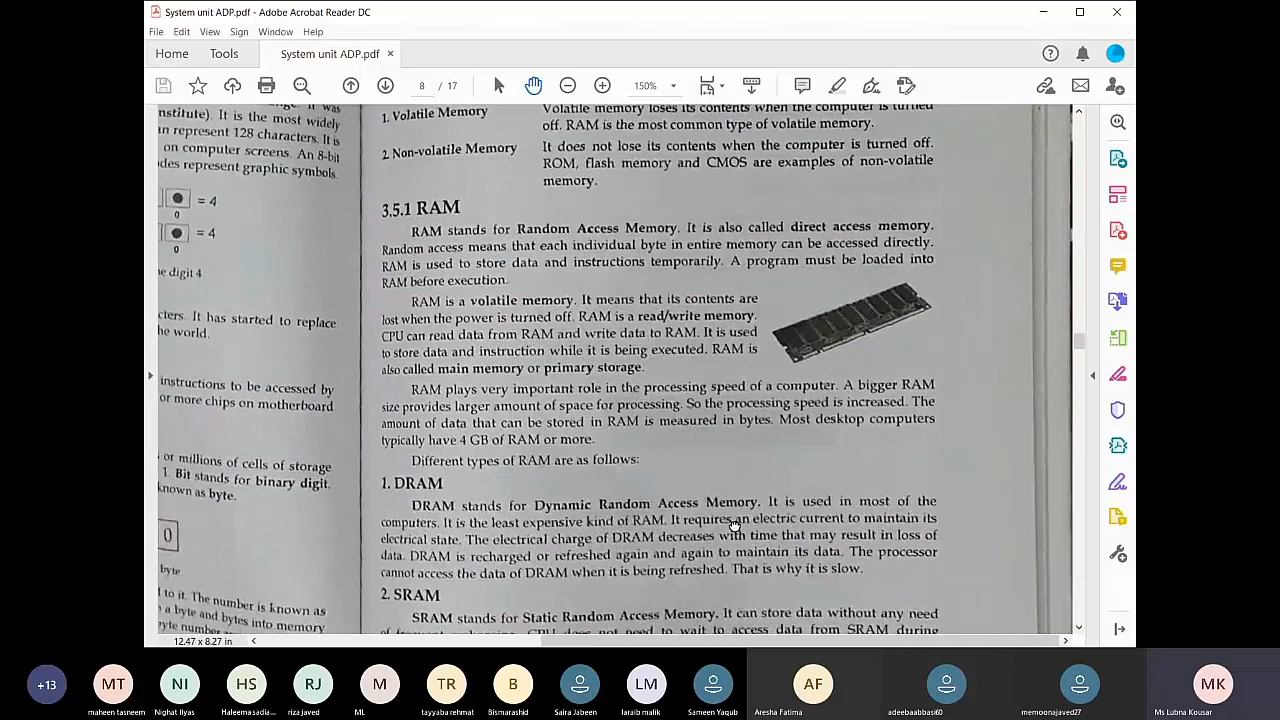 System unit ADP.pdf - Adobe Acrobat Reader DC
File Edit View Sign Window Help
Home Tools System unit ADP.pdf ×
8 / 17 150%
nstitute). It is the most widely
an represent 128 characters. It is
on computer screens. An 8-bit
des represent graphic symbols.
= 4
0
= 4
0
e digit 4
cters. It has started to replace
he world.
instructions to be accessed by
or more chips on motherboard
or millions of cells of storage
1. Bit stands for binary digit.
known as byte.
0
byte
to it. The number is known as
a byte and bytes into memory
1. Volatile Memory Volatile memory loses its contents when the computer is turned
off. RAM is the most common type of volatile memory.
2. Non-volatile Memory It does not lose its contents when the computer is turned off.
ROM, flash memory and CMOS are examples of non-volatile
memory.
3.5.1 RAM
RAM stands for Random Access Memory. It is also called direct access memory.
Random access means that each individual byte in entire memory can be accessed directly.
RAM is used to store data and instructions temporarily. A program must be loaded into
RAM before execution.
RAM is a volatile memory. It means that its contents are
lost when the power is turned off. RAM is a read/write memory.
CPU can read data from RAM and write data to RAM. It is used
to store data and instruction while it is being executed. RAM is
also called main memory or primary storage.
RAM plays very important role in the processing speed of a computer. A bigger RAM
size provides larger amount of space for processing. So the processing speed is increased. The
amount of data that can be stored in RAM is measured in bytes. Most desktop computers
typically have 4 GB of RAM or more.
Different types of RAM are as follows:
1. DRAM
DRAM stands for Dynamic Random Access Memory. It is used in most of the
computers. It is the least expensive kind of RAM. It requires an electric current to maintain its
electrical state. The electrical charge of DRAM decreases with time that may result in loss of
data. DRAM is recharged or refreshed again and again to maintain its data. The processor
cannot access the data of DRAM when it is being refreshed. That is why it is slow.
2. SRAM
SRAM stands for Static Random Access Memory. It can store data without any need
CPU does not need to wait to access data from SRAM during
12.47 x 8.27 in
+13 MT NI HS RJ M TR B LM AF MK
maheen tasneem Nighat Ilyas Haleema sadia... riza javed ML tayyaba rehmat Bismarashid Saira Jabeen laraib malik Sameen Yaqub Aresha Fatima adeebaabbasi60 memoonajaved27 Ms Lubna Kousar